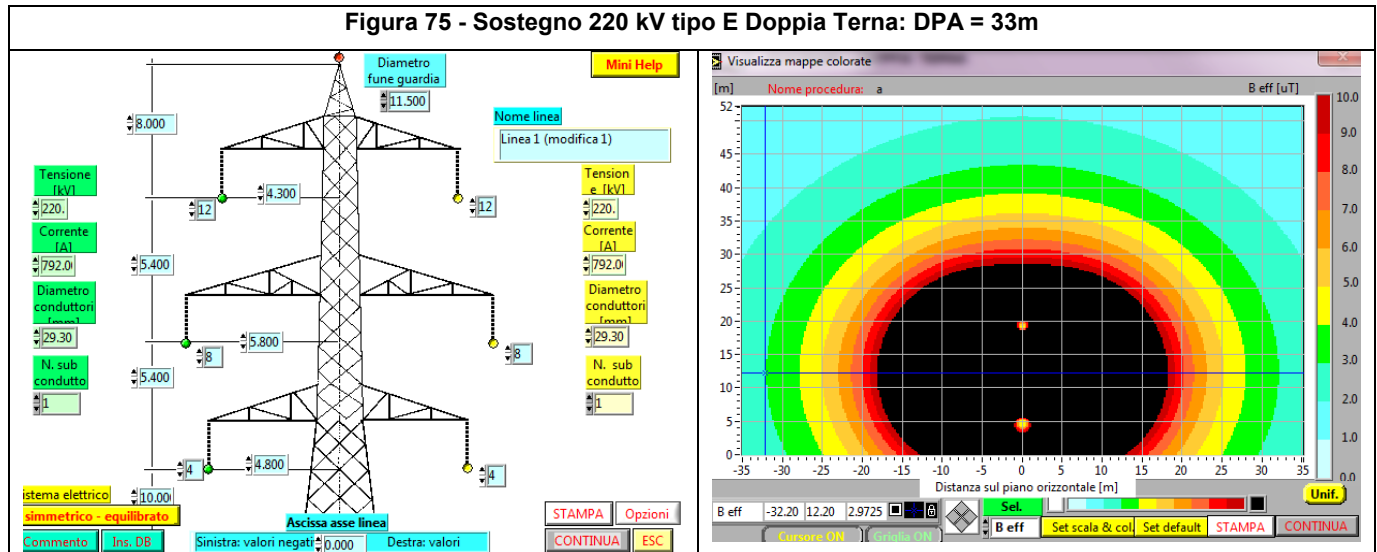 Figura 75 - Sostegno 220 kV tipo E Doppia Terna: DPA = 33m
Diametro
fune guardia
11.500
Mini Help
8.000
Nome linea
Linea 1 (modifica 1)
Tensione
[kV]
220.
Tension
e [kV]
220.
12
4.300
12
Corrente
[A]
792.0
Corrente
[A]
792.0
5.400
Diametro
conduttori
[mm]
29.30
Diametro
conduttori
[mm]
29.30
5.800
8
8
N. sub
condutto
1
N. sub
condutto
1
5.400
4
4.800
4
istema elettrico
10.00
simmetrico - equilibrato
Ascissa asse linea
STAMPA
Opzioni
Commento
Ins. DB
Sinistra: valori negati
0.000
Destra: valori
CONTINUA
ESC
Visualizza mappe colorate
[m]
Nome procedura: a
B eff [uT]
52
45
40
35
30
25
20
15
10
5
0
-35 -30 -25 -20 -15 -10 -5 0 5 10 15 20 25 30 35
Distanza sul piano orizzontale [m]
10.0
9.0
8.0
7.0
6.0
5.0
4.0
3.0
2.0
1.0
0.0
Unif.
B eff
-32.20
12.20
2.9725
Cursore ON
Griglia ON
Sel.
B eff
Set scala & col.
Set default
STAMPA
CONTINUA